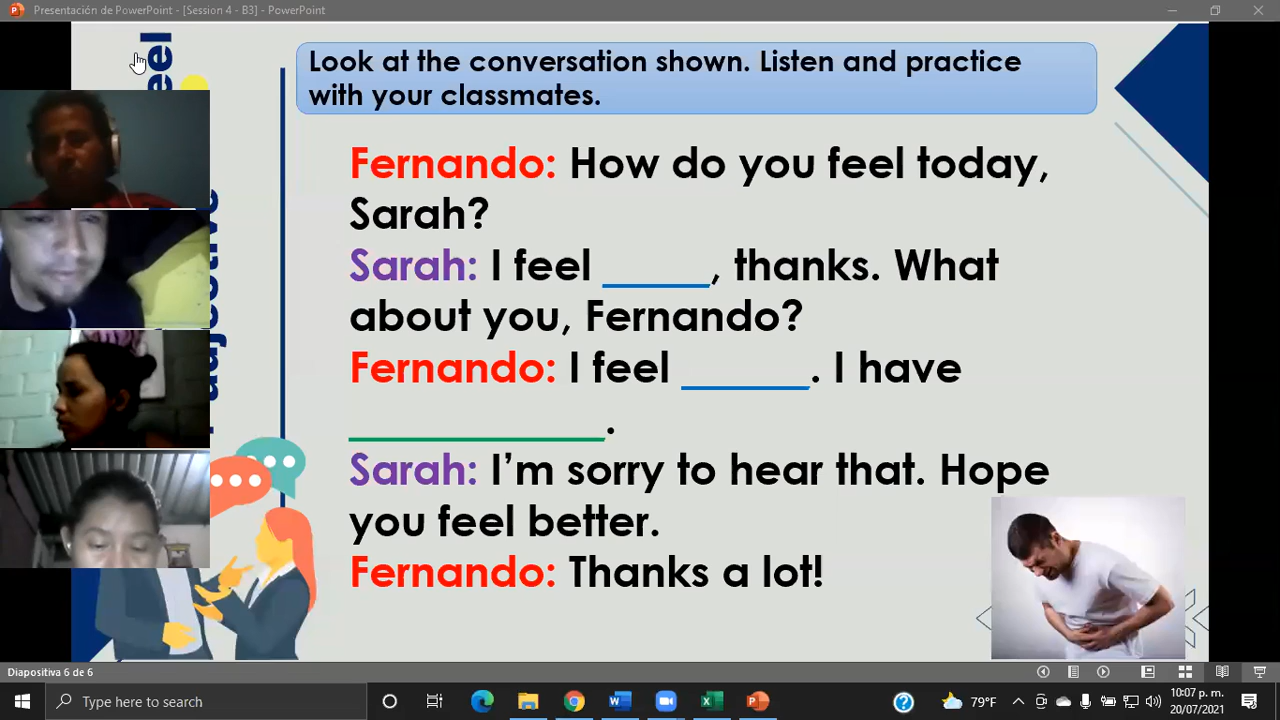 Presentación de PowerPoint - [Session 4 - B3] - PowerPoint
Look at the conversation shown. Listen and practice
with your classmates.
Fernando: How do you feel today,
Sarah?
Sarah: I feel _____, thanks. What
about you, Fernando?
Fernando: I feel ______. I have
____________.
Sarah: I’m sorry to hear that. Hope
you feel better.
Fernando: Thanks a lot!
Diapositiva 6 de 6
Type here to search
79°F
10:07 p. m.
20/07/2021